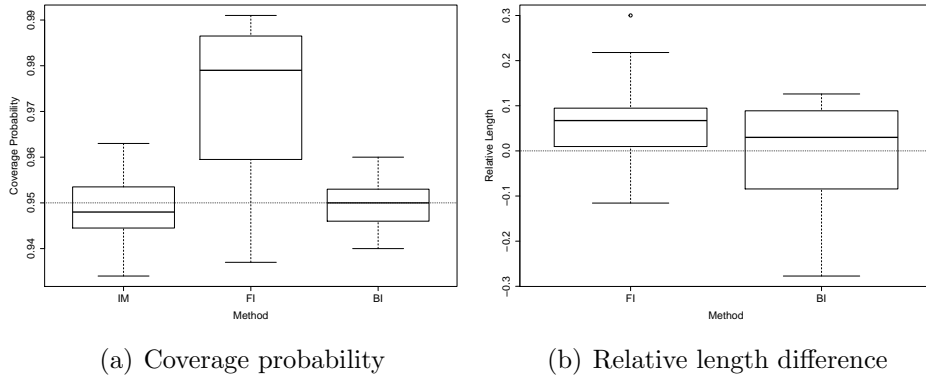 0.99
0.98
0.97
0.96
0.95
0.94
Coverage Probability
IM
FI
BI
Method
0.3
0.2
0.1
0.0
−0.1
−0.2
−0.3
Relative Length
FI
BI
Method
(a) Coverage probability
(b) Relative length difference